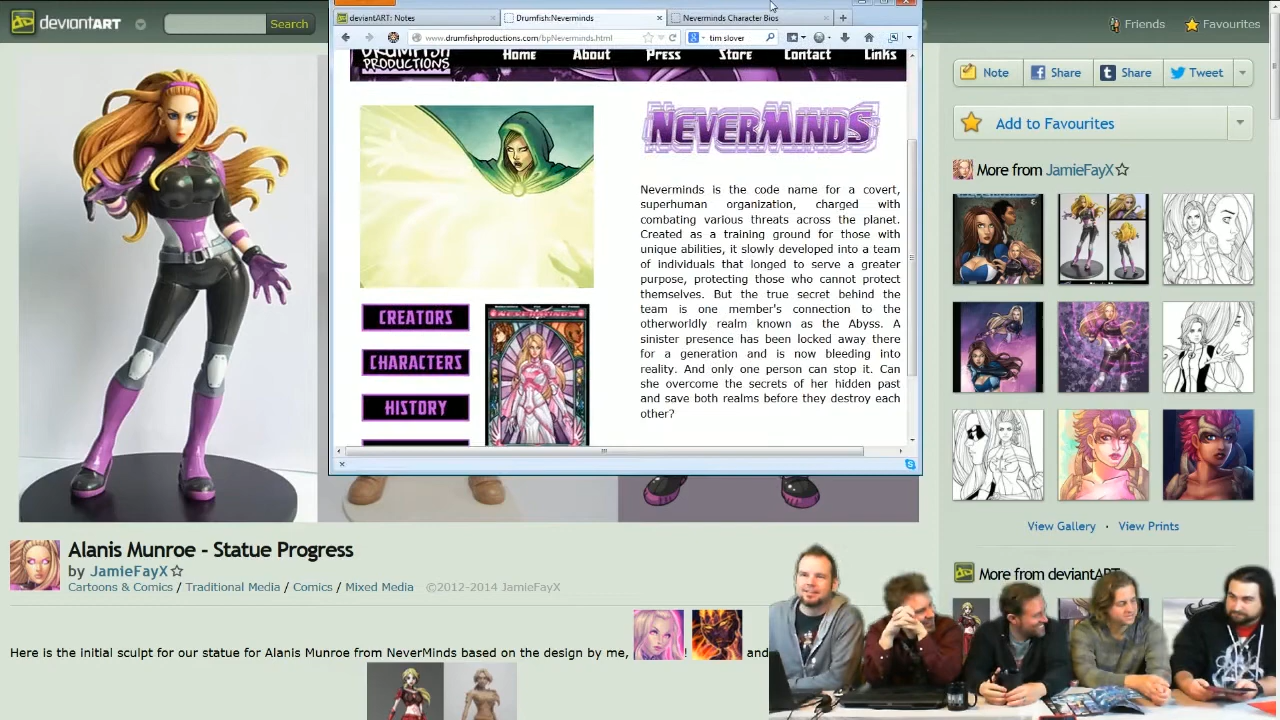 deviantART
Search
Friends
Favourites
deviantART: Notes
Drumfish:Neverminds
Neverminds Character Bios
www.drumfishproductions.com/bpNeverminds.html
tim slover
DRUMFISH
PRODUCTIONS
Home
About
Press
Store
Contact
Links
NEVERMINDS
Neverminds is the code name for a covert,
superhuman organization, charged with
combating various threats across the planet.
Created as a training ground for those with
unique abilities, it slowly developed into a team
of individuals that longed to serve a greater
purpose, protecting those who cannot protect
themselves. But the true secret behind the
team is one member's connection to the
otherworldly realm known as the Abyss. A
sinister presence has been locked away there
for a generation and is now bleeding into
reality. And only one person can stop it. Can
she overcome the secrets of her hidden past
and save both realms before they destroy each
other?
CREATORS
CHARACTERS
HISTORY
NEVERMINDS
Note
Share
Share
Tweet
Add to Favourites
More from JamieFayX
View Gallery · View Prints
More from deviantART
Alanis Munroe - Statue Progress
by JamieFayX
Cartoons & Comics / Traditional Media / Comics / Mixed Media ©2012-2014 JamieFayX
Here is the initial sculpt for our statue for Alanis Munroe from NeverMinds based on the design by me, ! and